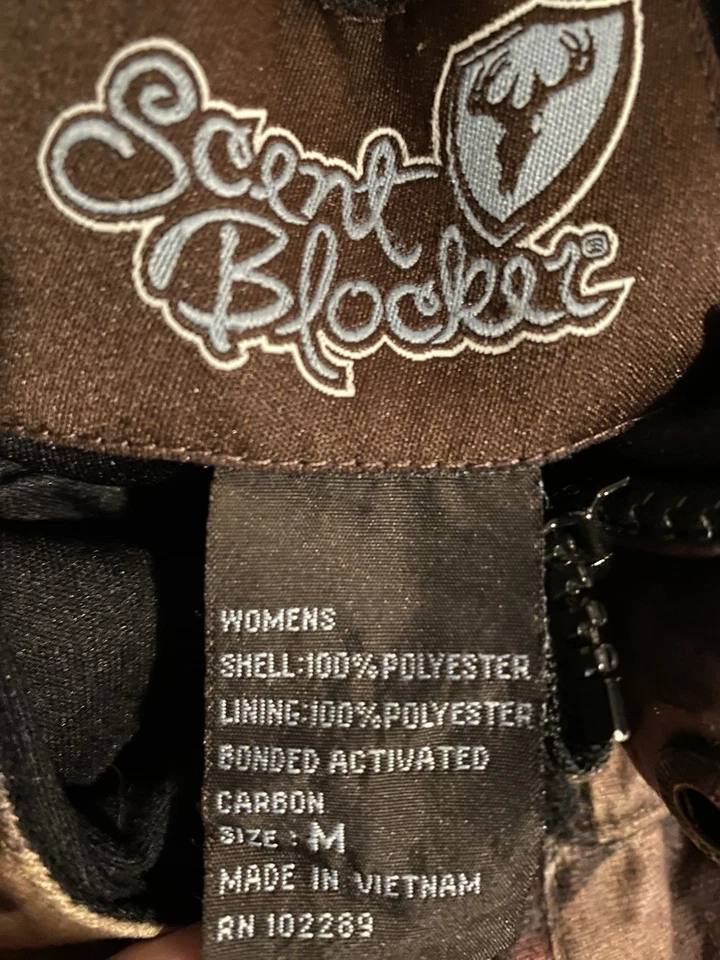 Scent
Blocker®
WOMENS
SHELL:100%POLYESTER
LINING:100%POLYESTER
BONDED ACTIVATED
CARBON
SIZE : M
MADE IN VIETNAM
RN 102289